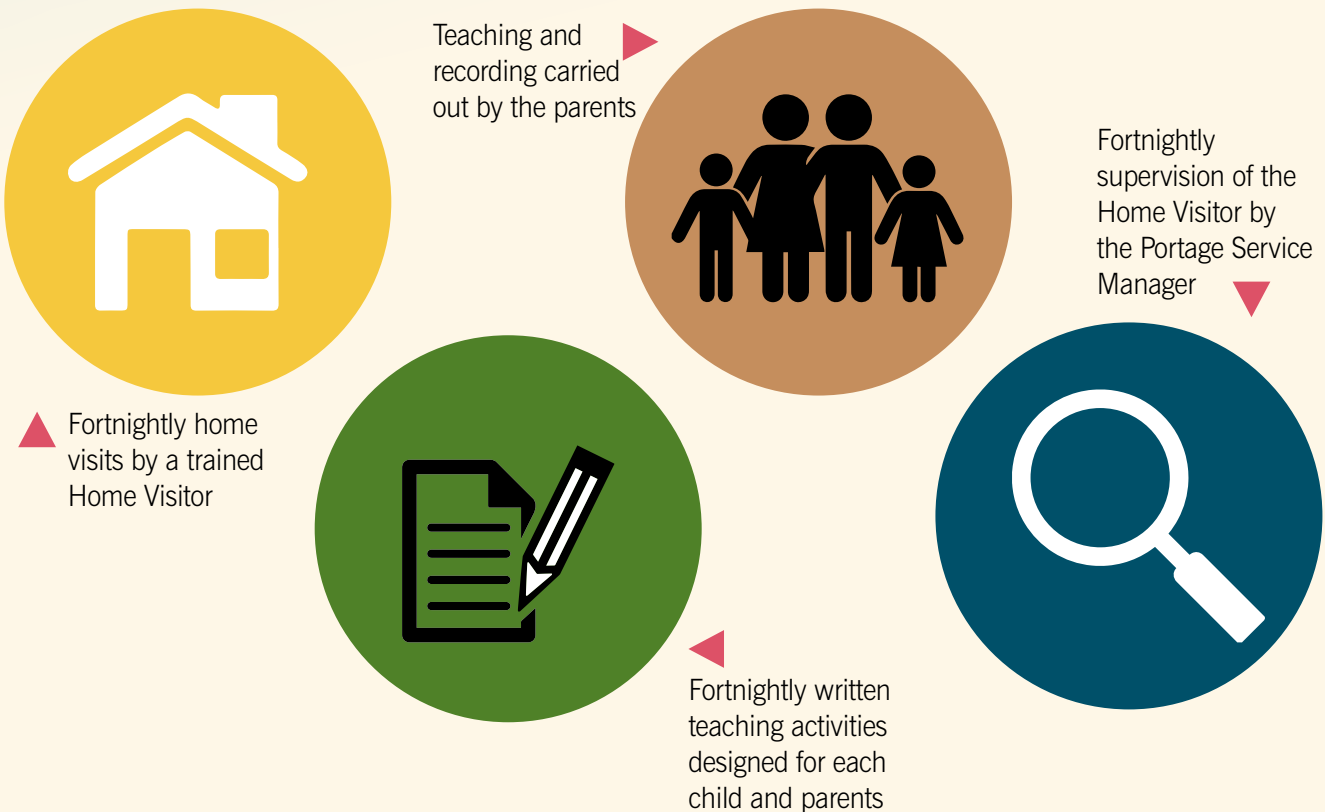 Fortnightly home
visits by a trained
Home Visitor
Teaching and
recording carried
out by the parents
Fortnightly written
teaching activities
designed for each
child and parents
Fortnightly
supervision of the
Home Visitor by
the Portage Service
Manager